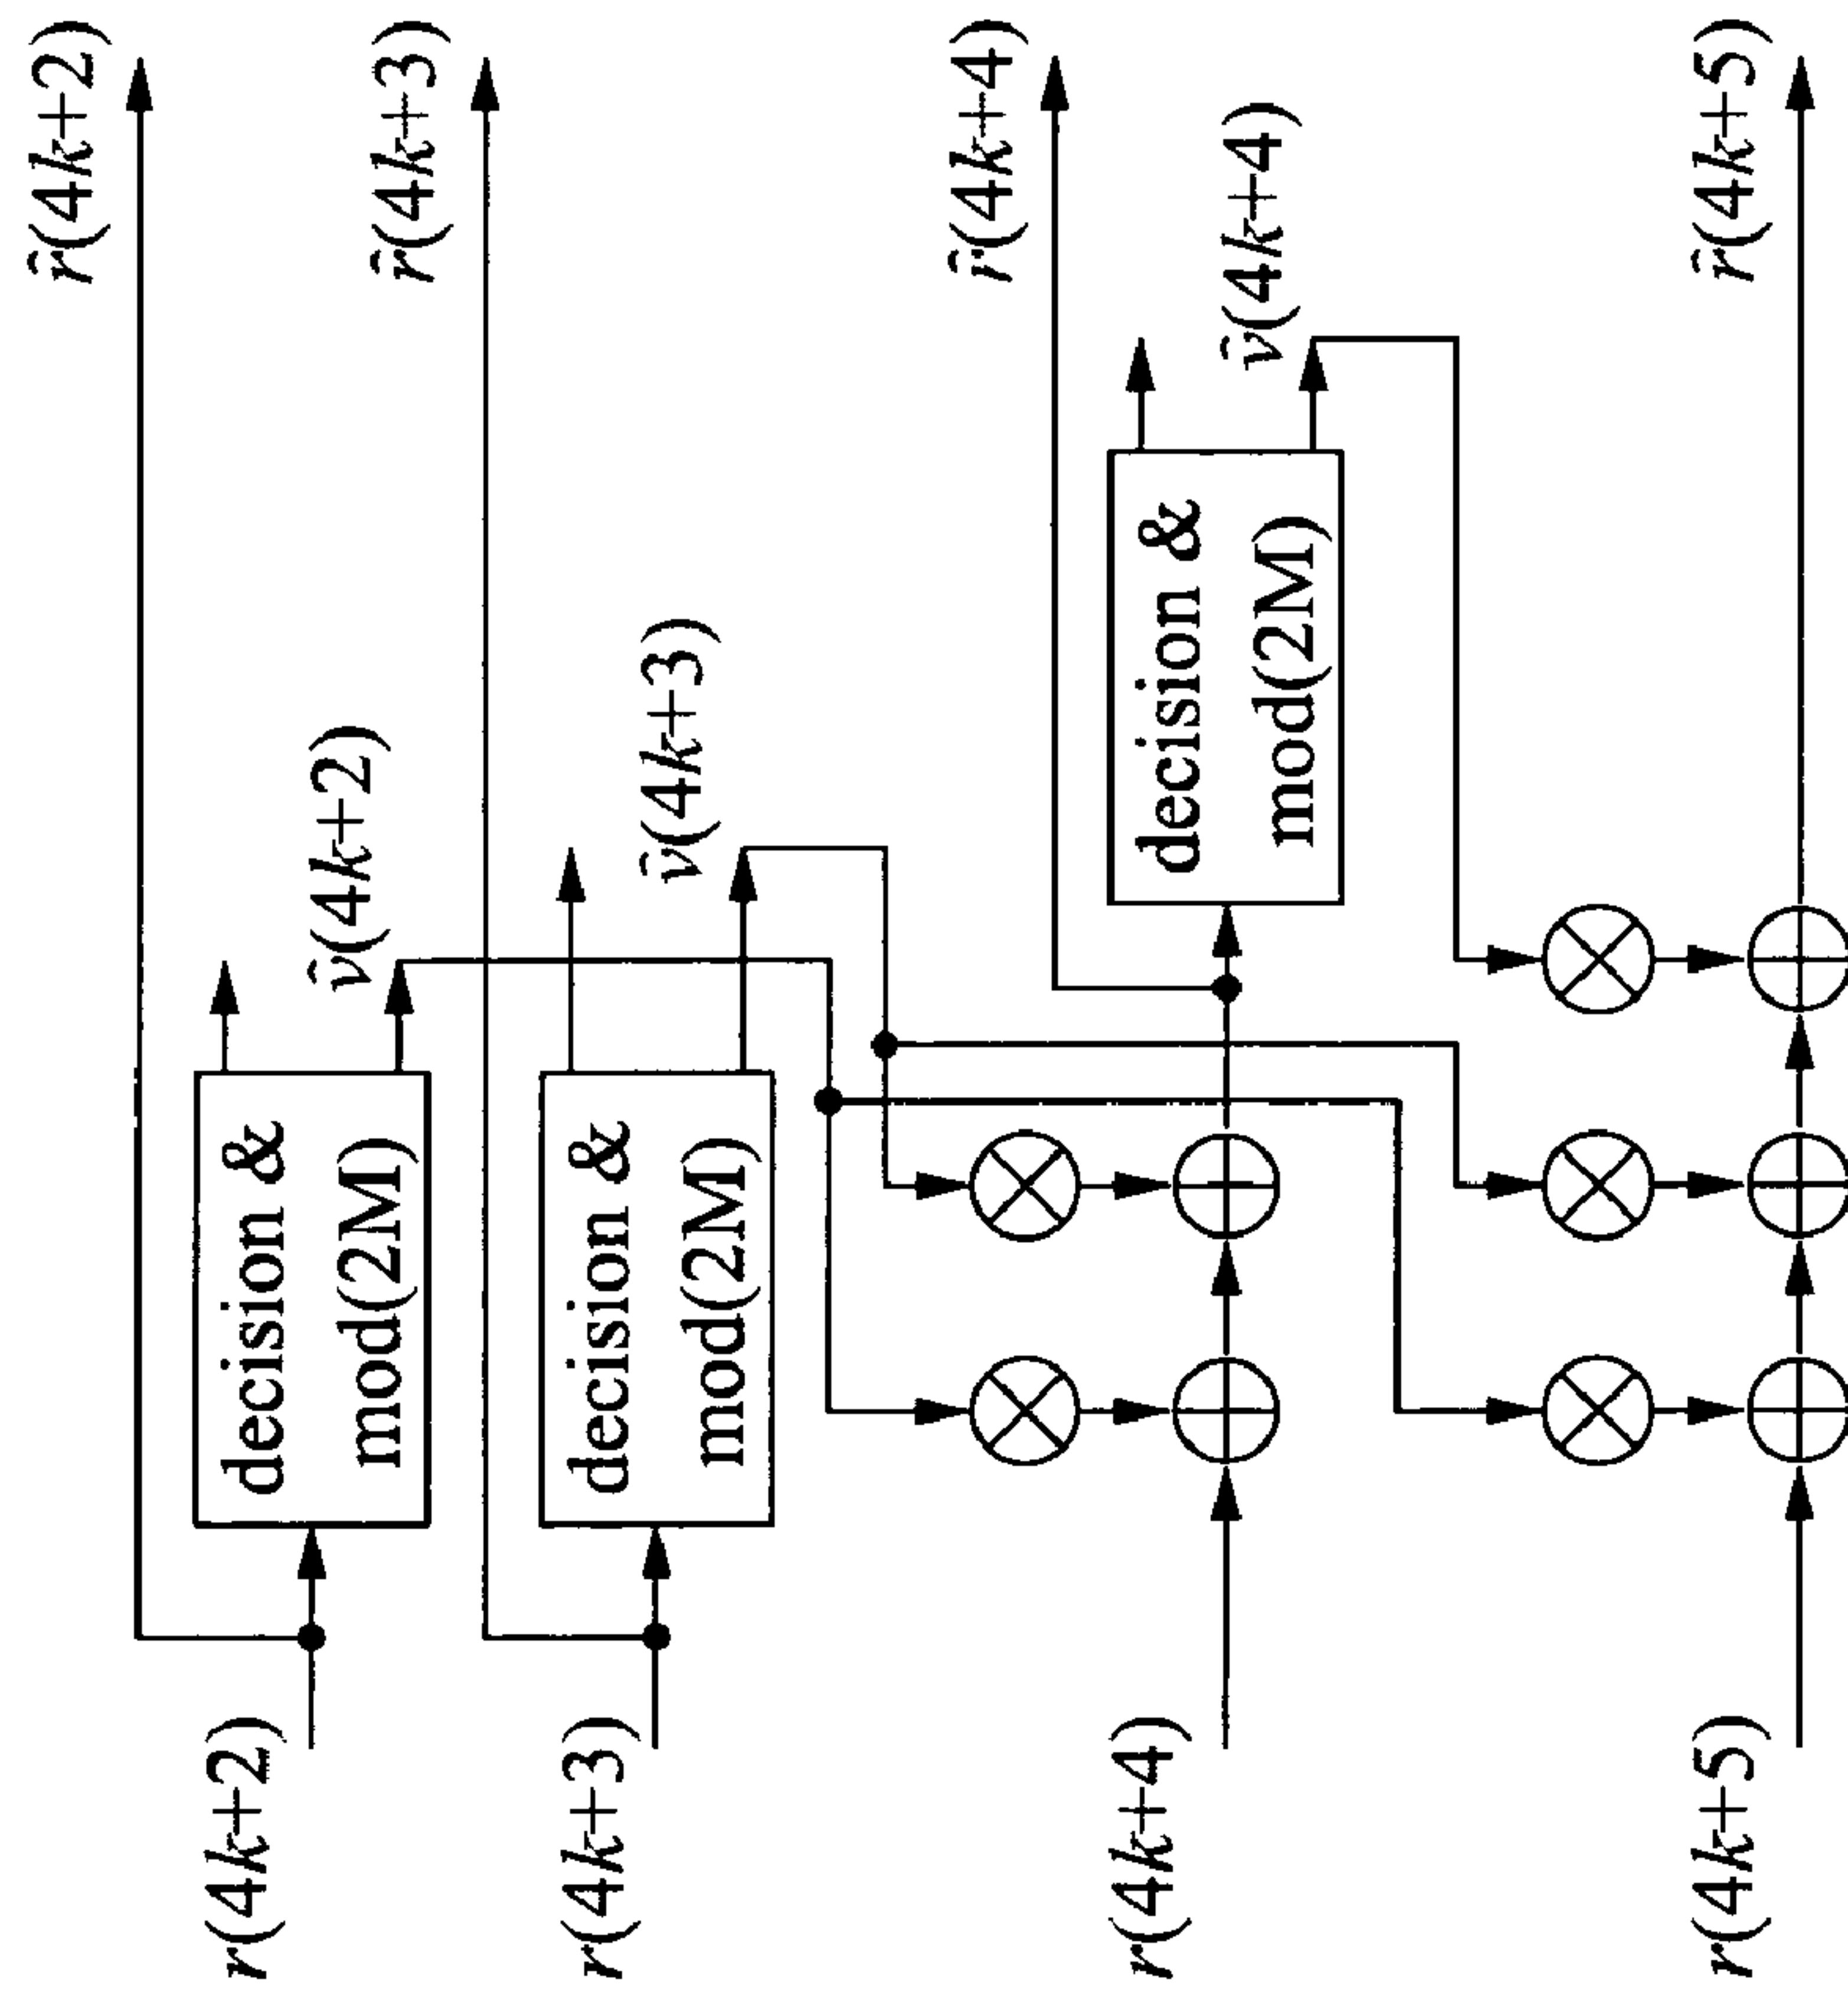 r(4k+2)
decision &
mod(2M)
ṽ(4k+2)
r̃(4k+2)
r(4k+3)
decision &
mod(2M)
ṽ(4k+3)
r̃(4k+3)
r(4k+4)
decision &
mod(2M)
ṽ(4k+4)
r̃(4k+4)
r(4k+5)
r̃(4k+5)